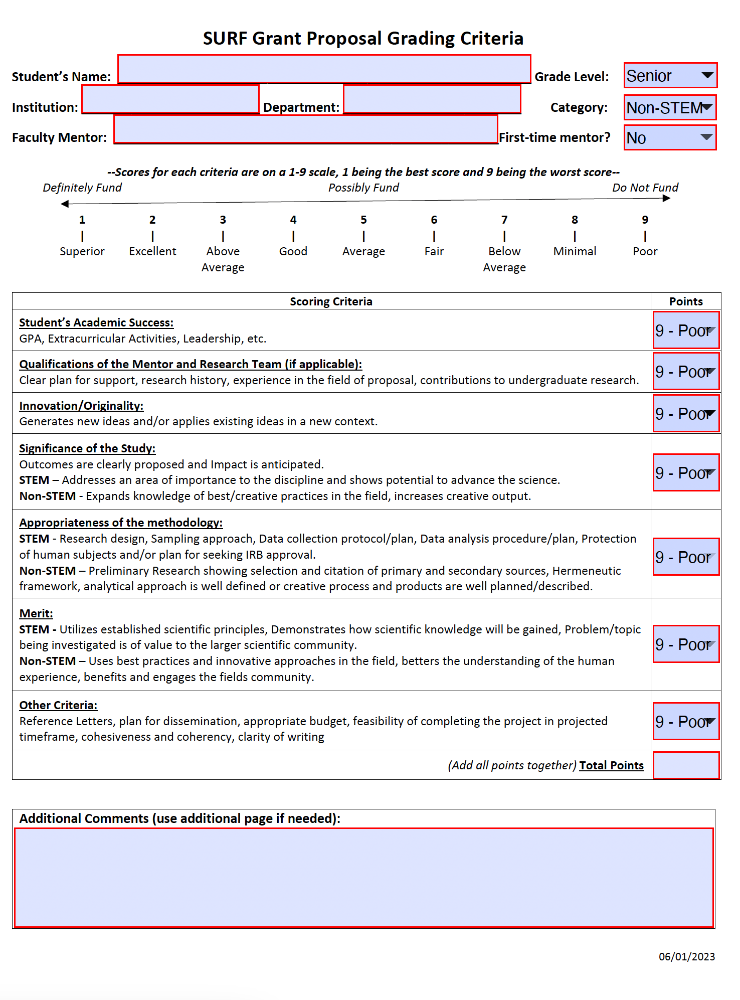 SURF Grant Proposal Grading Criteria
Student’s Name: Grade Level: Senior
Institution: Department: Category: Non-STEM
Faculty Mentor: First-time mentor? No
--Scores for each criteria are on a 1-9 scale, 1 being the best score and 9 being the worst score--
Definitely Fund Possibly Fund Do Not Fund
1 2 3 4 5 6 7 8 9
Superior Excellent Above Good Average Fair Below Minimal Poor
Average Average
Scoring Criteria Points
Student’s Academic Success:
GPA, Extracurricular Activities, Leadership, etc.
9 - Poor
Qualifications of the Mentor and Research Team (if applicable):
Clear plan for support, research history, experience in the field of proposal, contributions to undergraduate research.
9 - Poor
Innovation/Originality:
Generates new ideas and/or applies existing ideas in a new context.
9 - Poor
Significance of the Study:
Outcomes are clearly proposed and Impact is anticipated.
STEM – Addresses an area of importance to the discipline and shows potential to advance the science.
Non-STEM - Expands knowledge of best/creative practices in the field, increases creative output.
9 - Poor
Appropriateness of the methodology:
STEM - Research design, Sampling approach, Data collection protocol/plan, Data analysis procedure/plan, Protection
of human subjects and/or plan for seeking IRB approval.
Non-STEM – Preliminary Research showing selection and citation of primary and secondary sources, Hermeneutic
framework, analytical approach is well defined or creative process and products are well planned/described.
9 - Poor
Merit:
STEM - Utilizes established scientific principles, Demonstrates how scientific knowledge will be gained, Problem/topic
being investigated is of value to the larger scientific community.
Non-STEM – Uses best practices and innovative approaches in the field, betters the understanding of the human
experience, benefits and engages the fields community.
9 - Poor
Other Criteria:
Reference Letters, plan for dissemination, appropriate budget, feasibility of completing the project in projected
timeframe, cohesiveness and coherency, clarity of writing
9 - Poor
(Add all points together) Total Points
Additional Comments (use additional page if needed):
06/01/2023